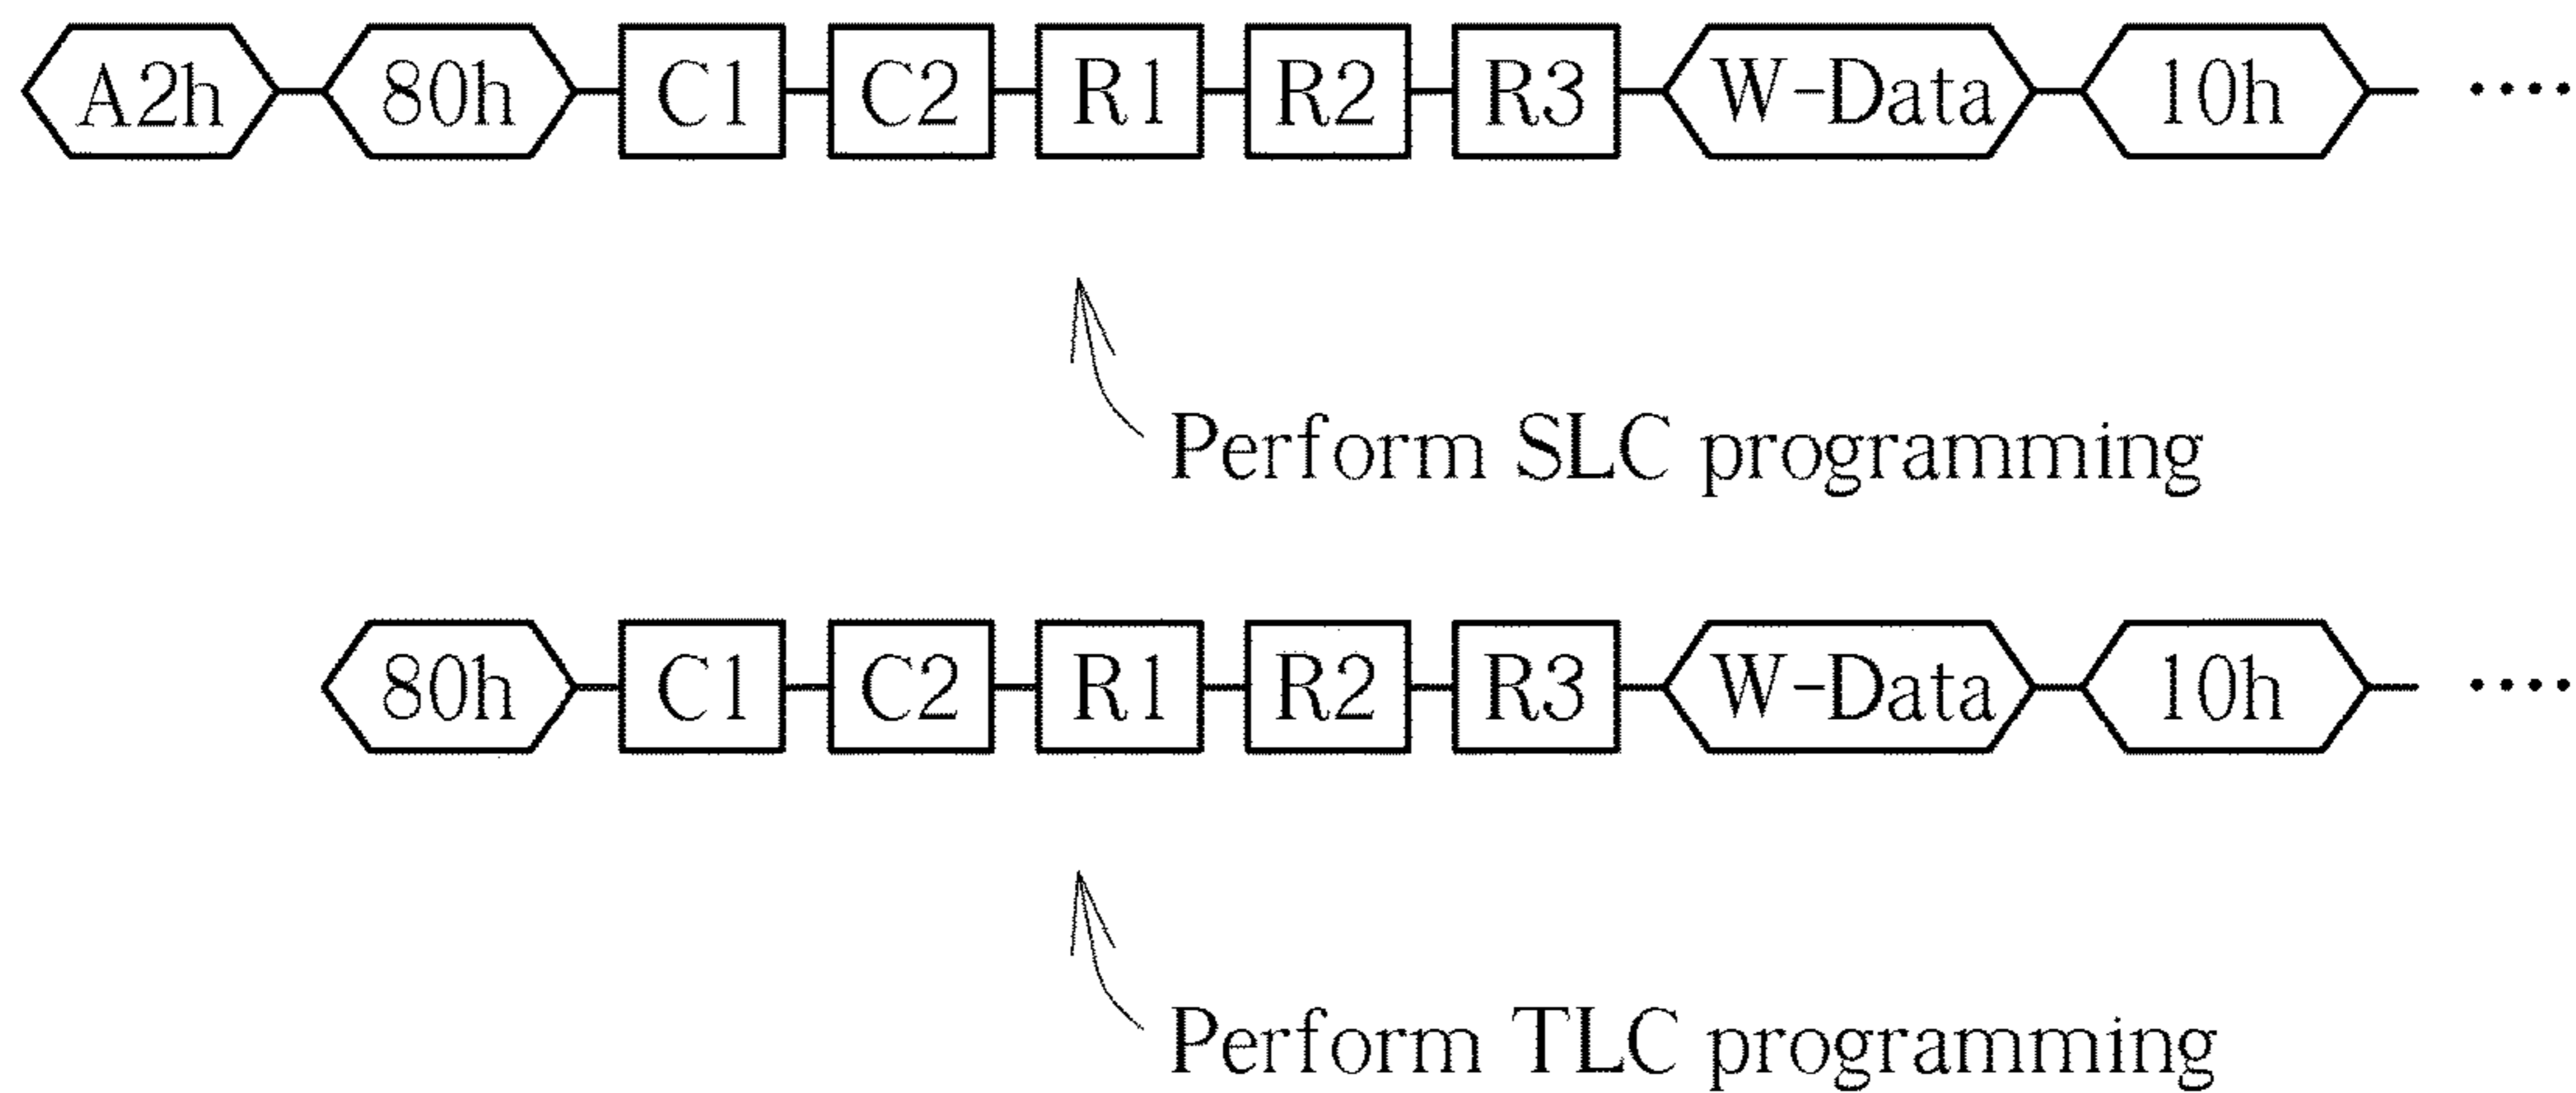 A2h 80h C1 C2 R1 R2 R3 W-Data 10h ....
Perform SLC programming
80h C1 C2 R1 R2 R3 W-Data 10h ....
Perform TLC programming